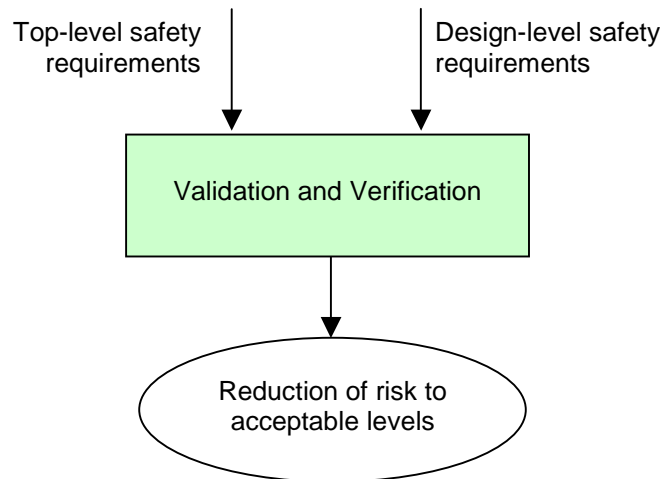 Top-level safety
requirements
Design-level safety
requirements
Validation and Verification
Reduction of risk to
acceptable levels